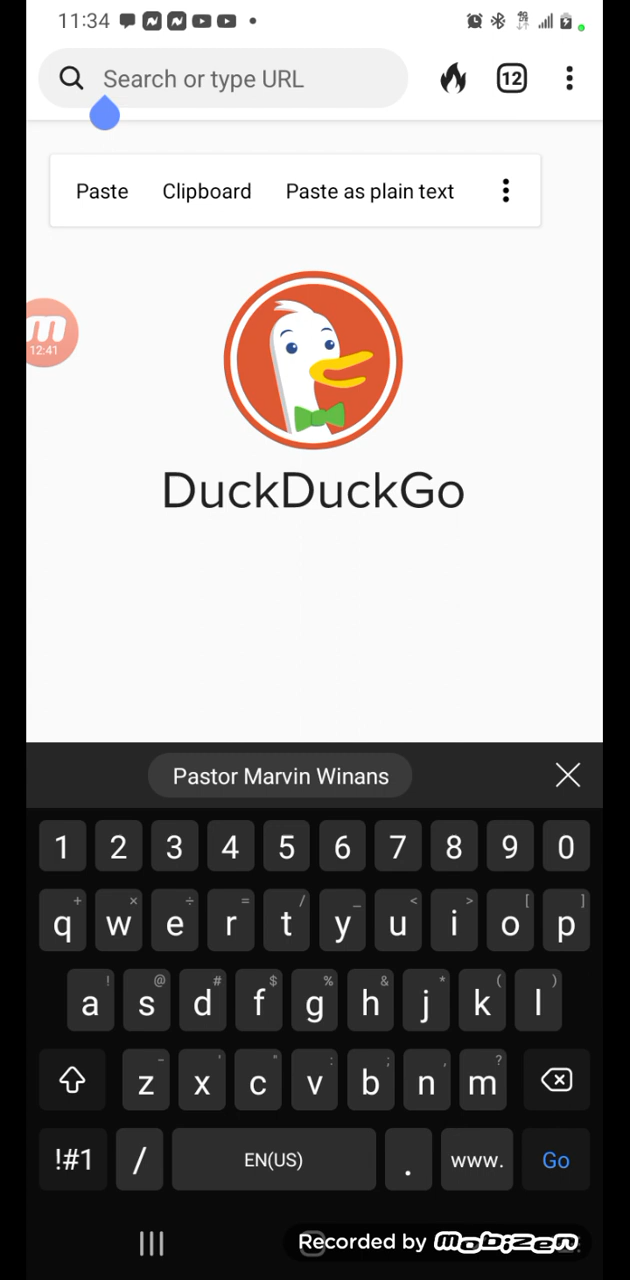 11:34
Search or type URL
12
Paste Clipboard Paste as plain text
m
12:41
DuckDuckGo
Pastor Marvin Winans
1 2 3 4 5 6 7 8 9 0
+ × ÷ = / _ < > [ ]
q w e r t y u i o p
! @ # $ % & * ( )
a s d f g h j k l
- ' " : ; , ?
z x c v b n m
!#1 / EN(US) . www. Go
Recorded by mobizen